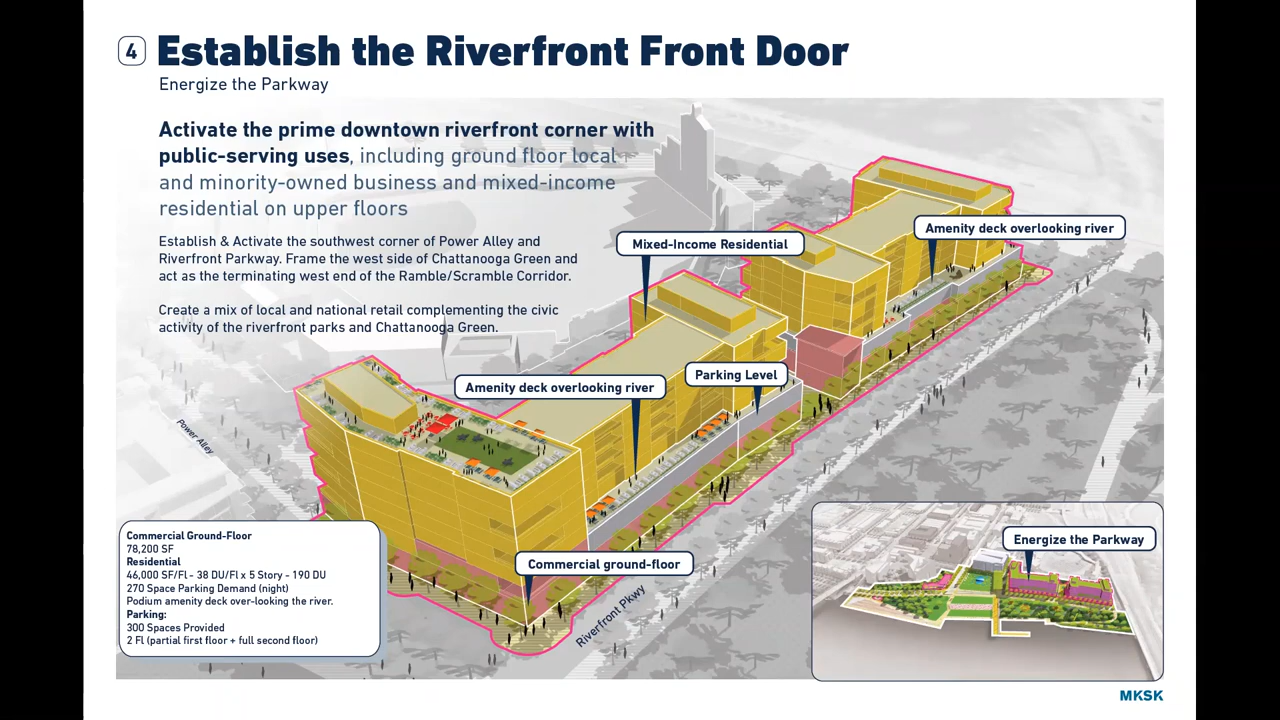 4
Establish the Riverfront Front Door
Energize the Parkway
Activate the prime downtown riverfront corner with
public-serving uses, including ground floor local
and minority-owned business and mixed-income
residential on upper floors
Establish & Activate the southwest corner of Power Alley and
Riverfront Parkway. Frame the west side of Chattanooga Green and
act as the terminating west end of the Ramble/Scramble Corridor.
Create a mix of local and national retail complementing the civic
activity of the riverfront parks and Chattanooga Green.
Mixed-Income Residential
Amenity deck overlooking river
Amenity deck overlooking river
Parking Level
Power Alley
Commercial ground-floor
Riverfront Pkwy
Commercial Ground-Floor
78,200 SF
Residential
46,000 SF/Fl - 38 DU/Fl x 5 Story - 190 DU
270 Space Parking Demand (night)
Podium amenity deck over-looking the river.
Parking:
300 Spaces Provided
2 Fl (partial first floor + full second floor)
Energize the Parkway
MKSK